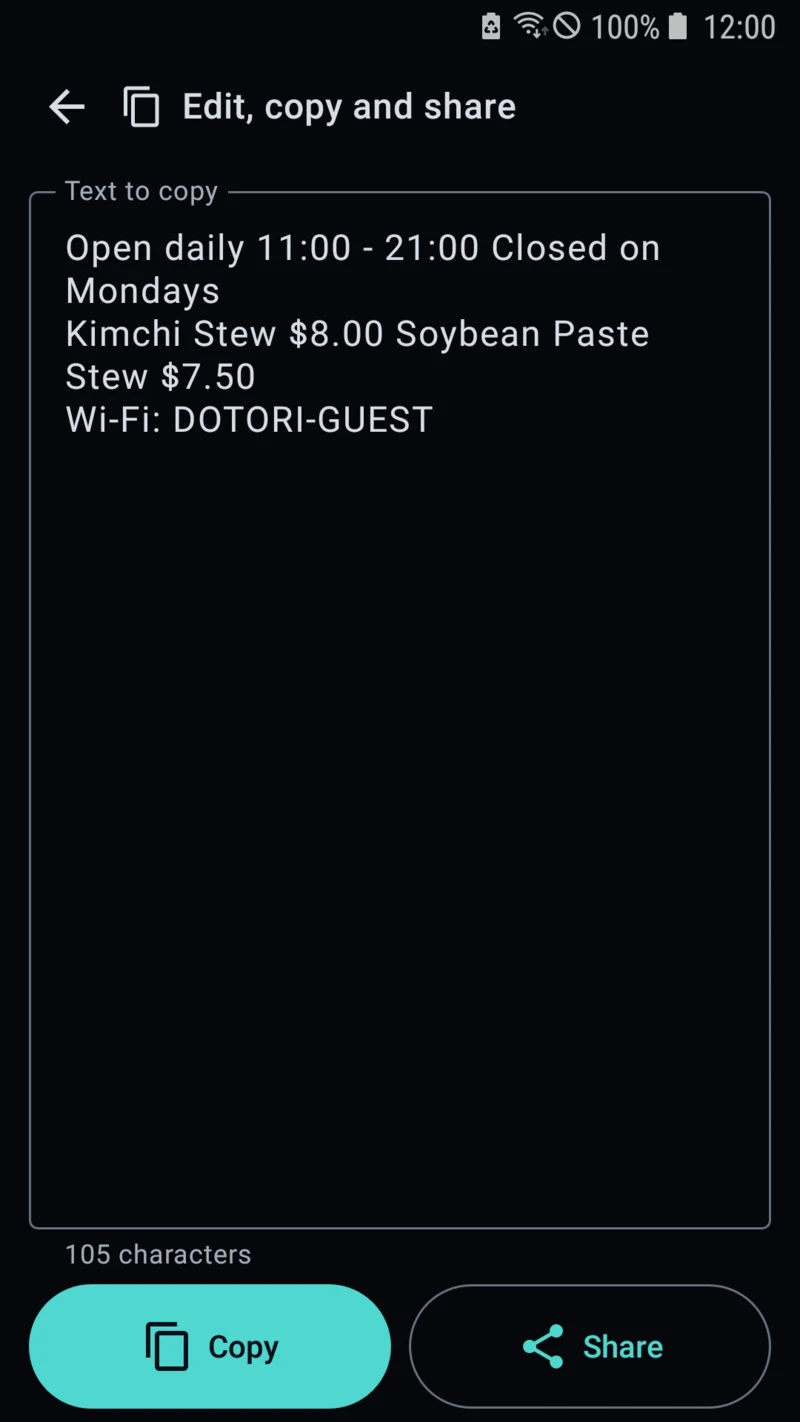 100% 12:00
Edit, copy and share
Text to copy
Open daily 11:00 - 21:00 Closed on
Mondays
Kimchi Stew $8.00 Soybean Paste
Stew $7.50
Wi-Fi: DOTORI-GUEST
105 characters
Copy
Share